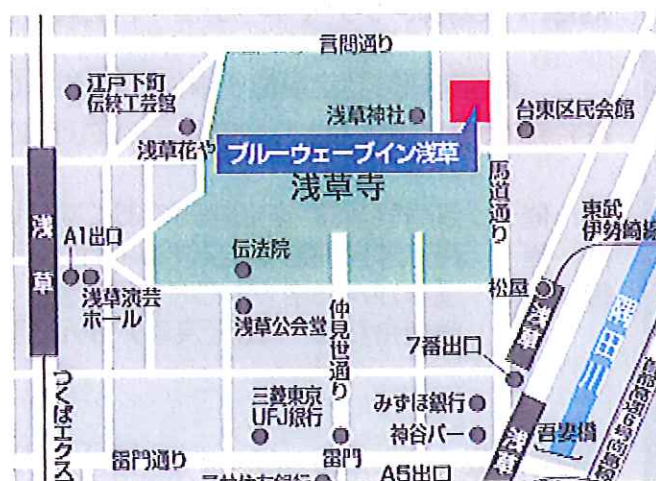 言問通り
江戸下町
伝統工芸館
浅草神社
台東区民会館
浅草花や
ブルーウェーブイン浅草
浅草寺
馬道通り
東武
伊勢崎線
浅草
A1出口
伝法院
松屋
浅草演芸
ホール
浅草公会堂
仲見世通り
浅草
隅田川
7番出口
つくばエクス
三菱東京
UFJ銀行
みずほ銀行
神谷バー
浅草
吾妻橋
雷門通り
雷門
A5出口